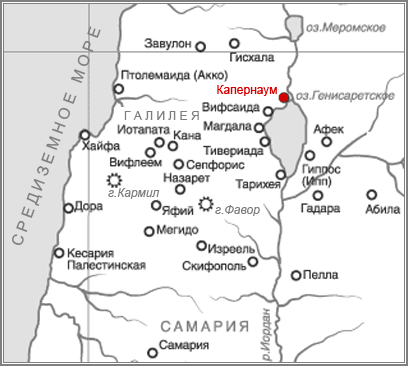 оз.Меромское
Завулон
Гисхала
Птолемаида (Акко)
Капернаум
оз.Генисаретское
ГАЛИЛЕЯ
Вифсаида
СРЕДИЗЕМНОЕ МОРЕ
Иотапата
Кана
Магдала
Афек
Хайфа
Вифлеем
Сепфорис
Тивериада
Гиппос
(Ипп)
Назарет
Тарихея
г.Кармил
Дора
Яфий
г.Фавор
Гадара
Абила
Мегидо
Изреель
Кесария
Палестинская
Скифополь
Пелла
САМАРИЯ
р.Иордан
Самария